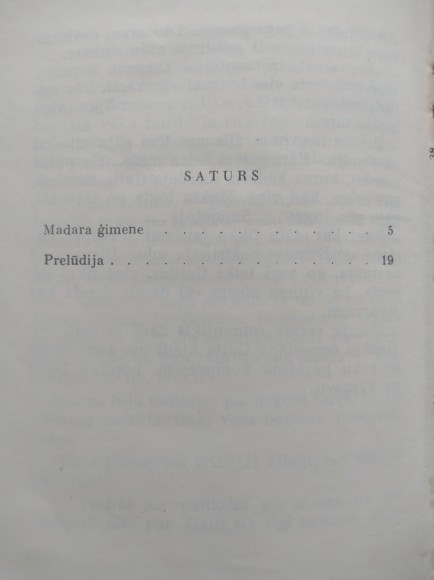 SATURS
Madara ģimene . . . . . . . . . . . . 5
Prelūdija . . . . . . . . . . . . . . . 19